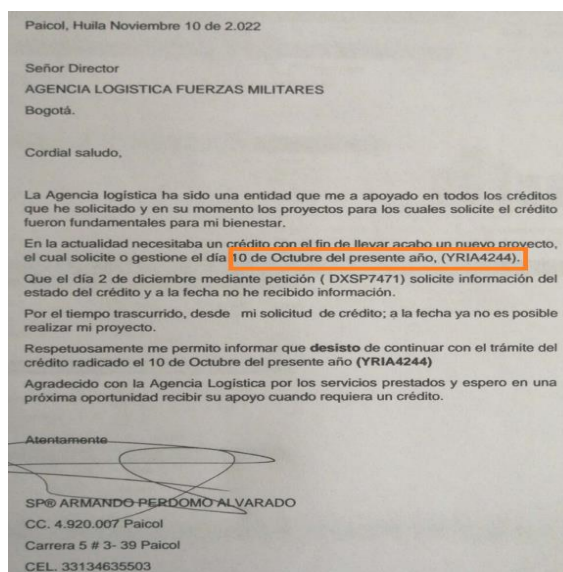 Paicol, Huila Noviembre 10 de 2.022
Señor Director
AGENCIA LOGISTICA FUERZAS MILITARES
Bogotá.
Cordial saludo,
La Agencia logística ha sido una entidad que me a apoyado en todos los créditos
que he solicitado y en su momento los proyectos para los cuales solicite el crédito
fueron fundamentales para mi bienestar.
En la actualidad necesitaba un crédito con el fin de llevar acabo un nuevo proyecto,
el cual solicite o gestione el día 10 de Octubre del presente año, (YRIA4244).
Que el día 2 de diciembre mediante petición ( DXSP7471) solicite información del
estado del crédito y a la fecha no he recibido información.
Por el tiempo trascurrido, desde mi solicitud de crédito; a la fecha ya no es posible
realizar mi proyecto.
Respetuosamente me permito informar que desisto de continuar con el trámite del
crédito radicado el 10 de Octubre del presente año (YRIA4244)
Agradecido con la Agencia Logística por los servicios prestados y espero en una
próxima oportunidad recibir su apoyo cuando requiera un crédito.
Atentamente
SP® ARMANDO PERDOMO ALVARADO
CC. 4.920.007 Paicol
Carrera 5 # 3- 39 Paicol
CEL. 33134635503